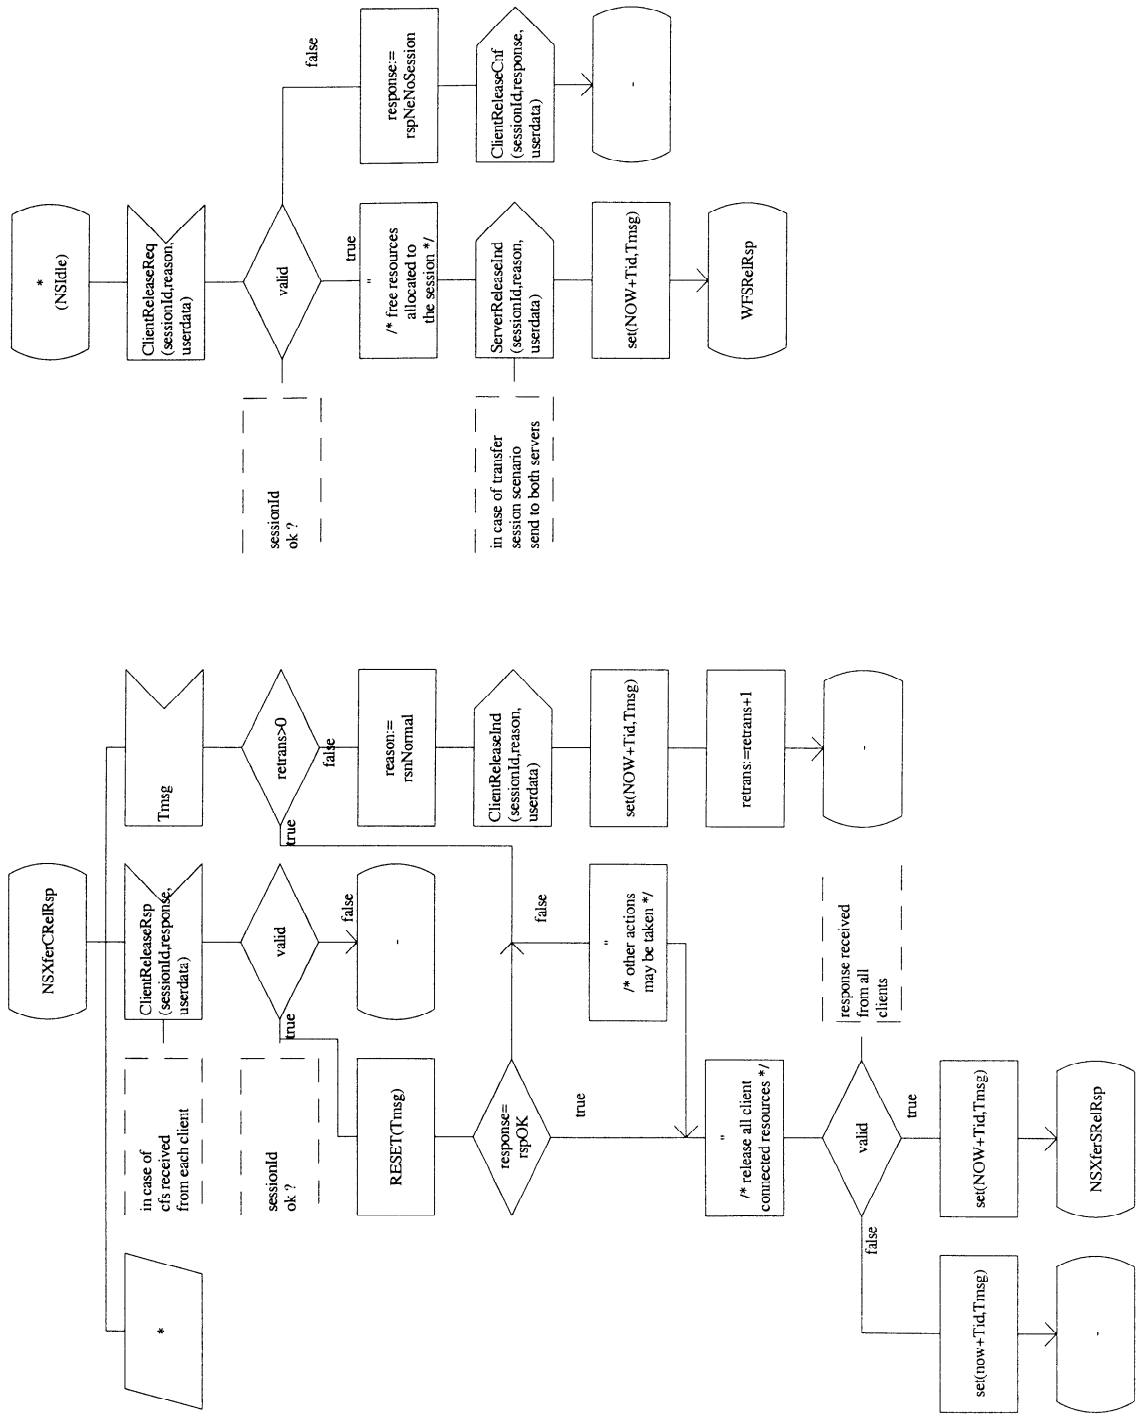 NSXferCRelRsp
*
in case of
cfs received
from each client
ClientReleaseRsp
(sessionId,response,
userdata)
Tmsg
sessionId
ok ?
valid
true
false
retrans>0
true
false
RESET(Tmsg)
-
reason:=
rsnNormal
response=
rspOK
true
false
ClientReleaseInd
(sessionId,reason,
userdata)
"
/* other actions
may be taken */
set(NOW+Tid,Tmsg)
"
/* release all client
connected resources */
retrans:=retrans+1
valid
false
true
response received
from all
clients
-
set(now+Tid,Tmsg)
set(NOW+Tid,Tmsg)
-
NSXferSRelRsp
*
(NSIdle)
ClientReleaseReq
(sessionId,reason,
userdata)
sessionId
ok ?
valid
true
false
"
/* free resources
allocated to
the session */
response:=
rspNeNoSession
in case of transfer
session scenario
send to both servers
ServerReleaseInd
(sessionId,reason,
userdata)
ClientReleaseCnf
(sessionId,response,
userdata)
set(NOW+Tid,Tmsg)
-
WFSRelRsp